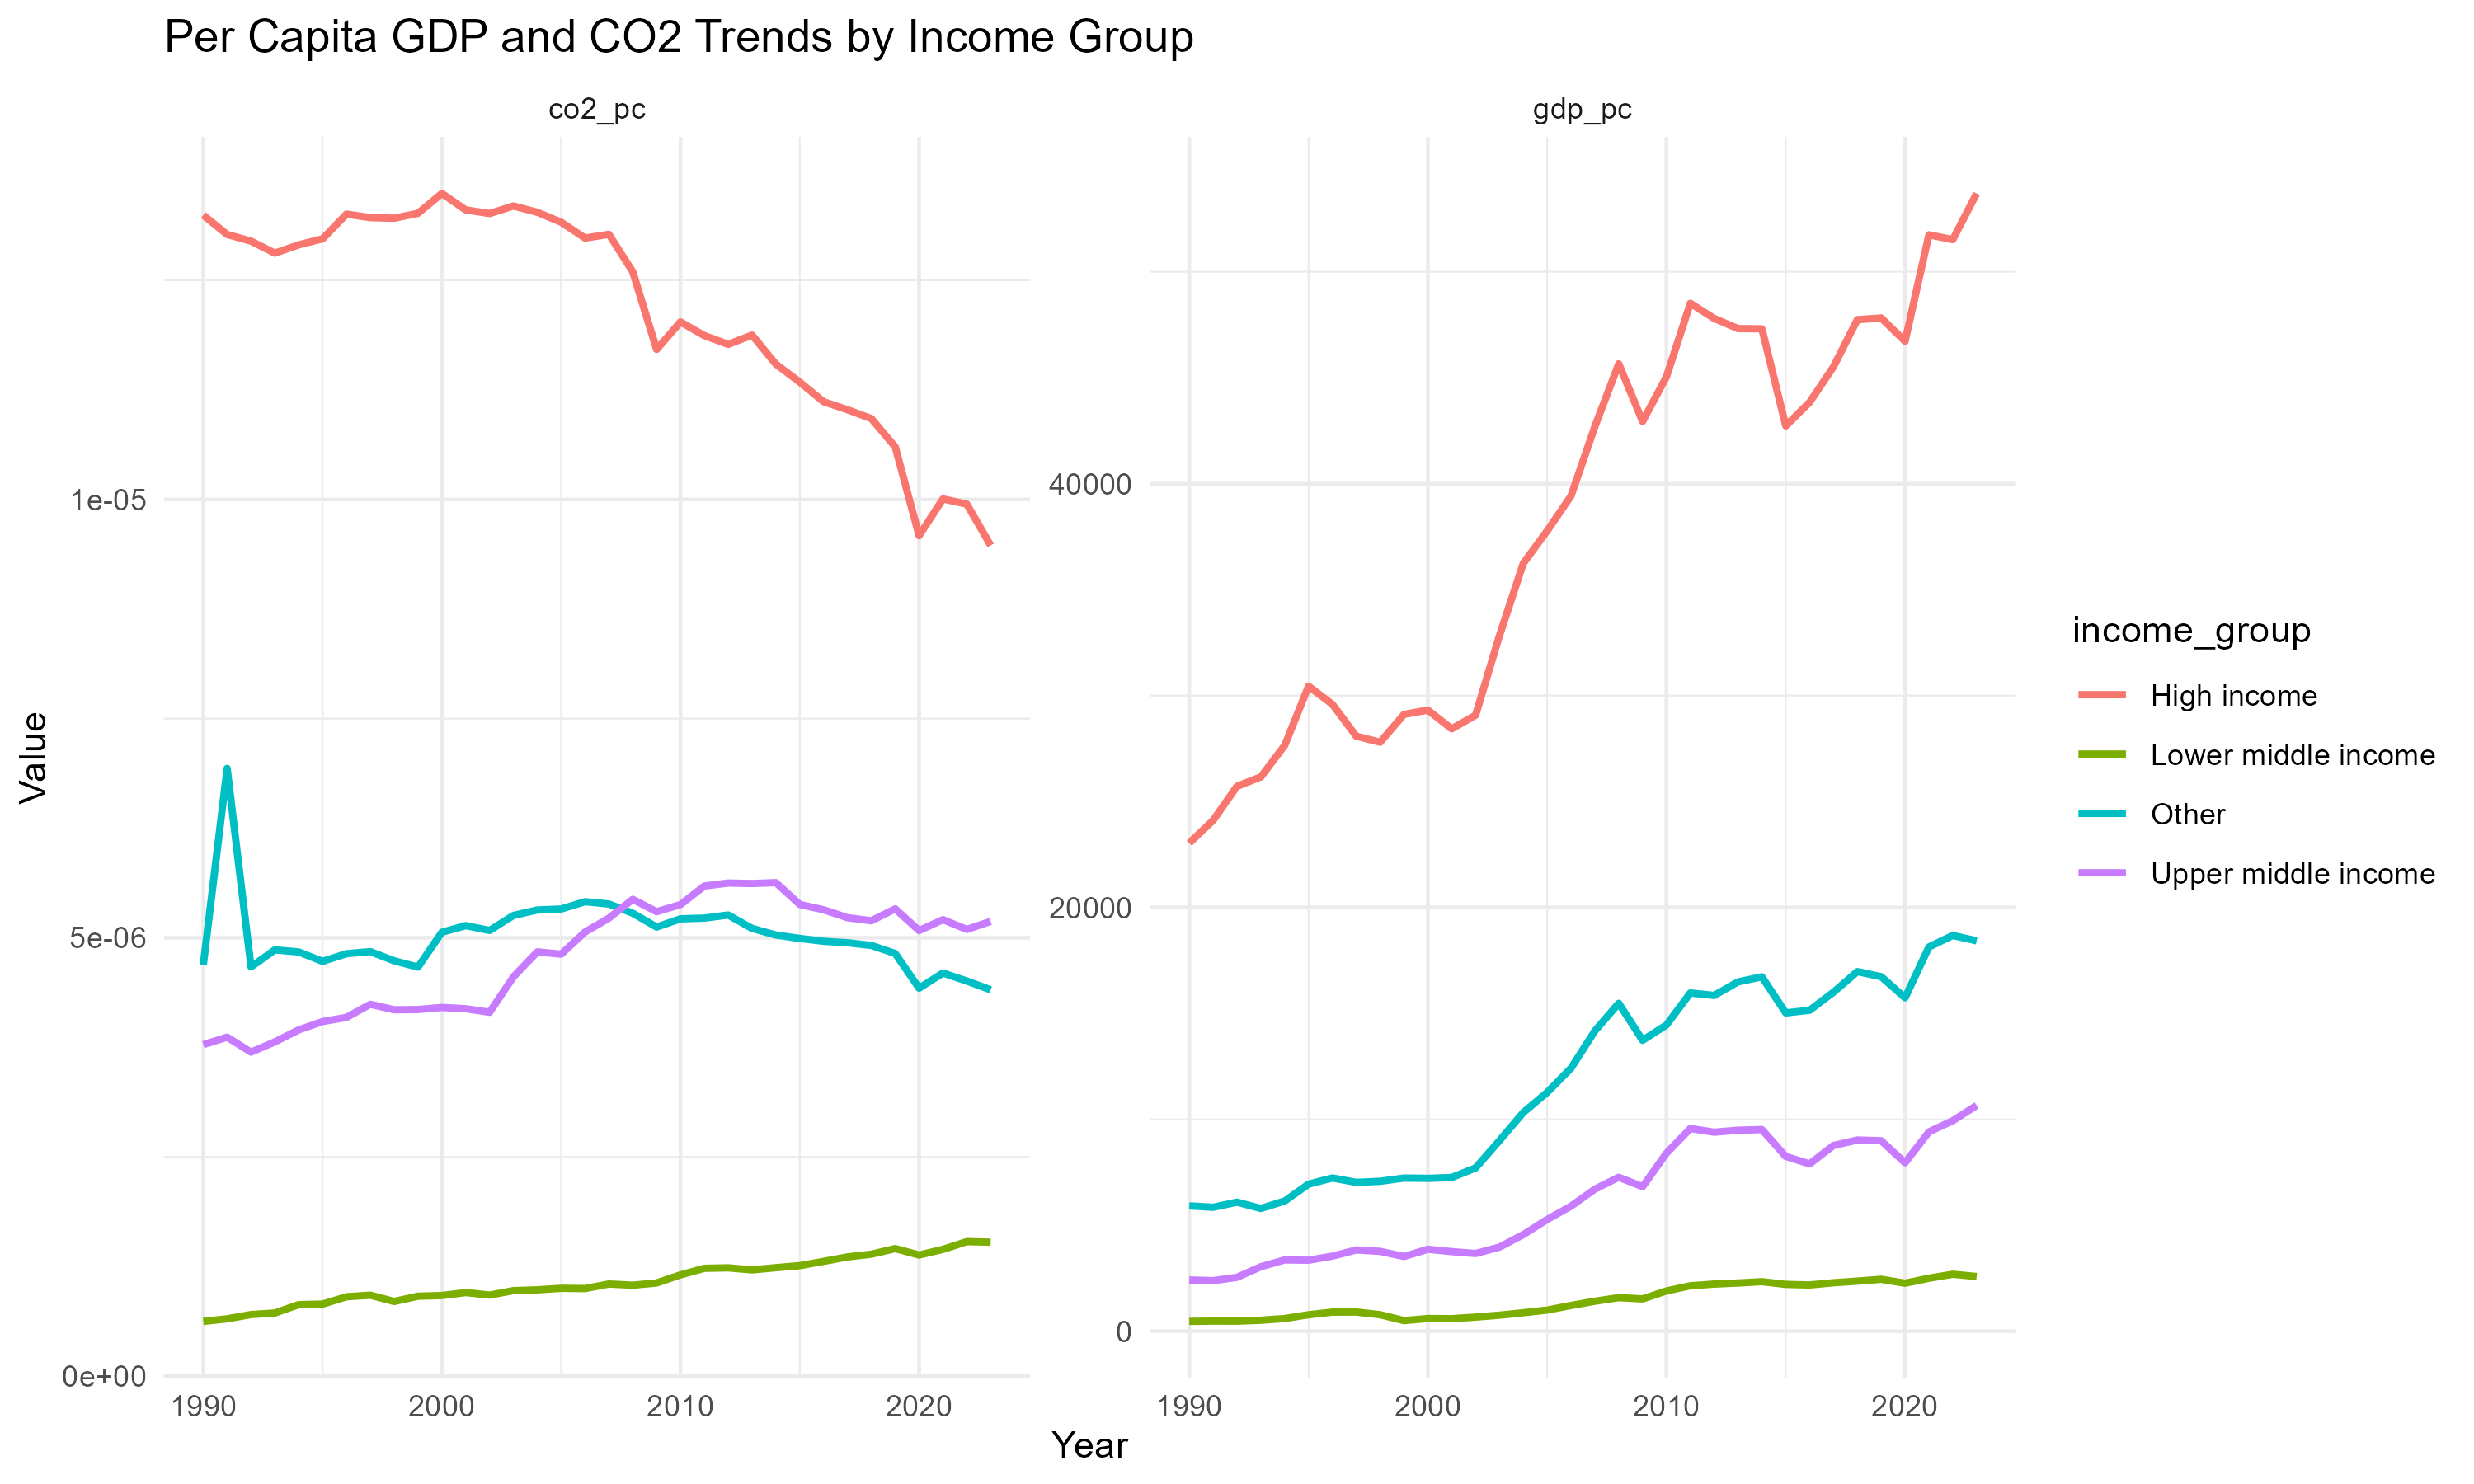 Per Capita GDP and CO2 Trends by Income Group
co2_pc
gdp_pc
Value
1e-05
5e-06
0e+00
1990 2000 2010 2020
40000
20000
0
1990 2000 2010 2020
Year
income_group
High income
Lower middle income
Other
Upper middle income